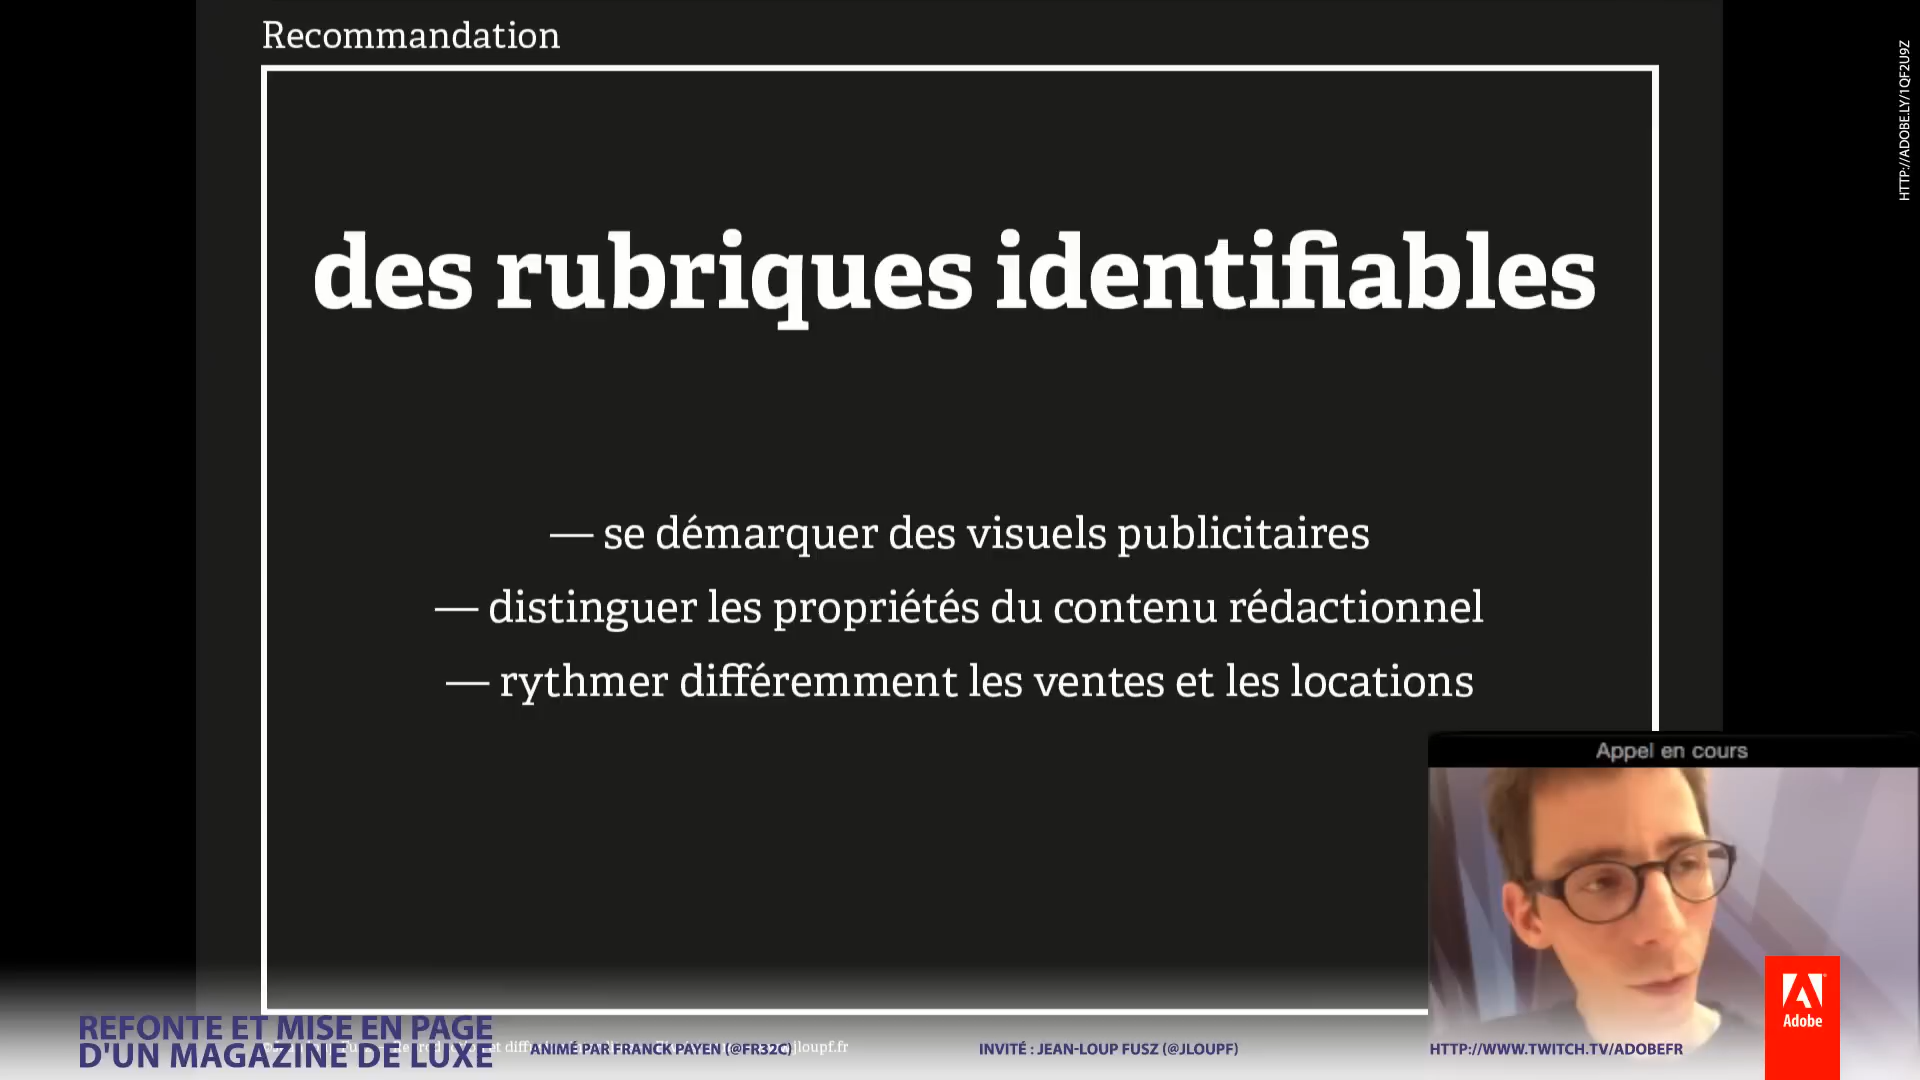 Recommandation
HTTP://ADOBE.LY/1QF2U9Z
des rubriques identifiables
— se démarquer des visuels publicitaires
— distinguer les propriétés du contenu rédactionnel
— rythmer différemment les ventes et les locations
Appel en cours
Adobe
REFONTE ET MISE EN PAGE
D'UN MAGAZINE DE LUXE
ANIMÉ PAR FRANCK PAYEN (@FR32C)
jloupf.fr
INVITÉ : JEAN-LOUP FUSZ (@JLOUPF)
HTTP://WWW.TWITCH.TV/ADOBEFR